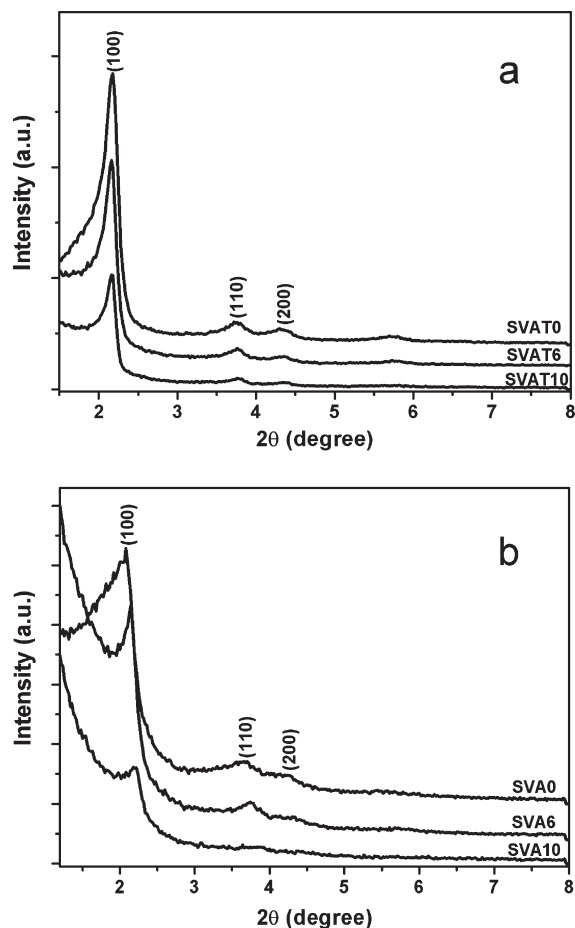 a
(100)
(110)
(200)
SVAT0
SVAT6
SVAT10
Intensity (a.u.)
2 3 4 5 6 7 8
2θ (degree)
b
(100)
(110)
(200)
SVA0
SVA6
SVA10
Intensity (a.u.)
2 3 4 5 6 7 8
2θ (degree)